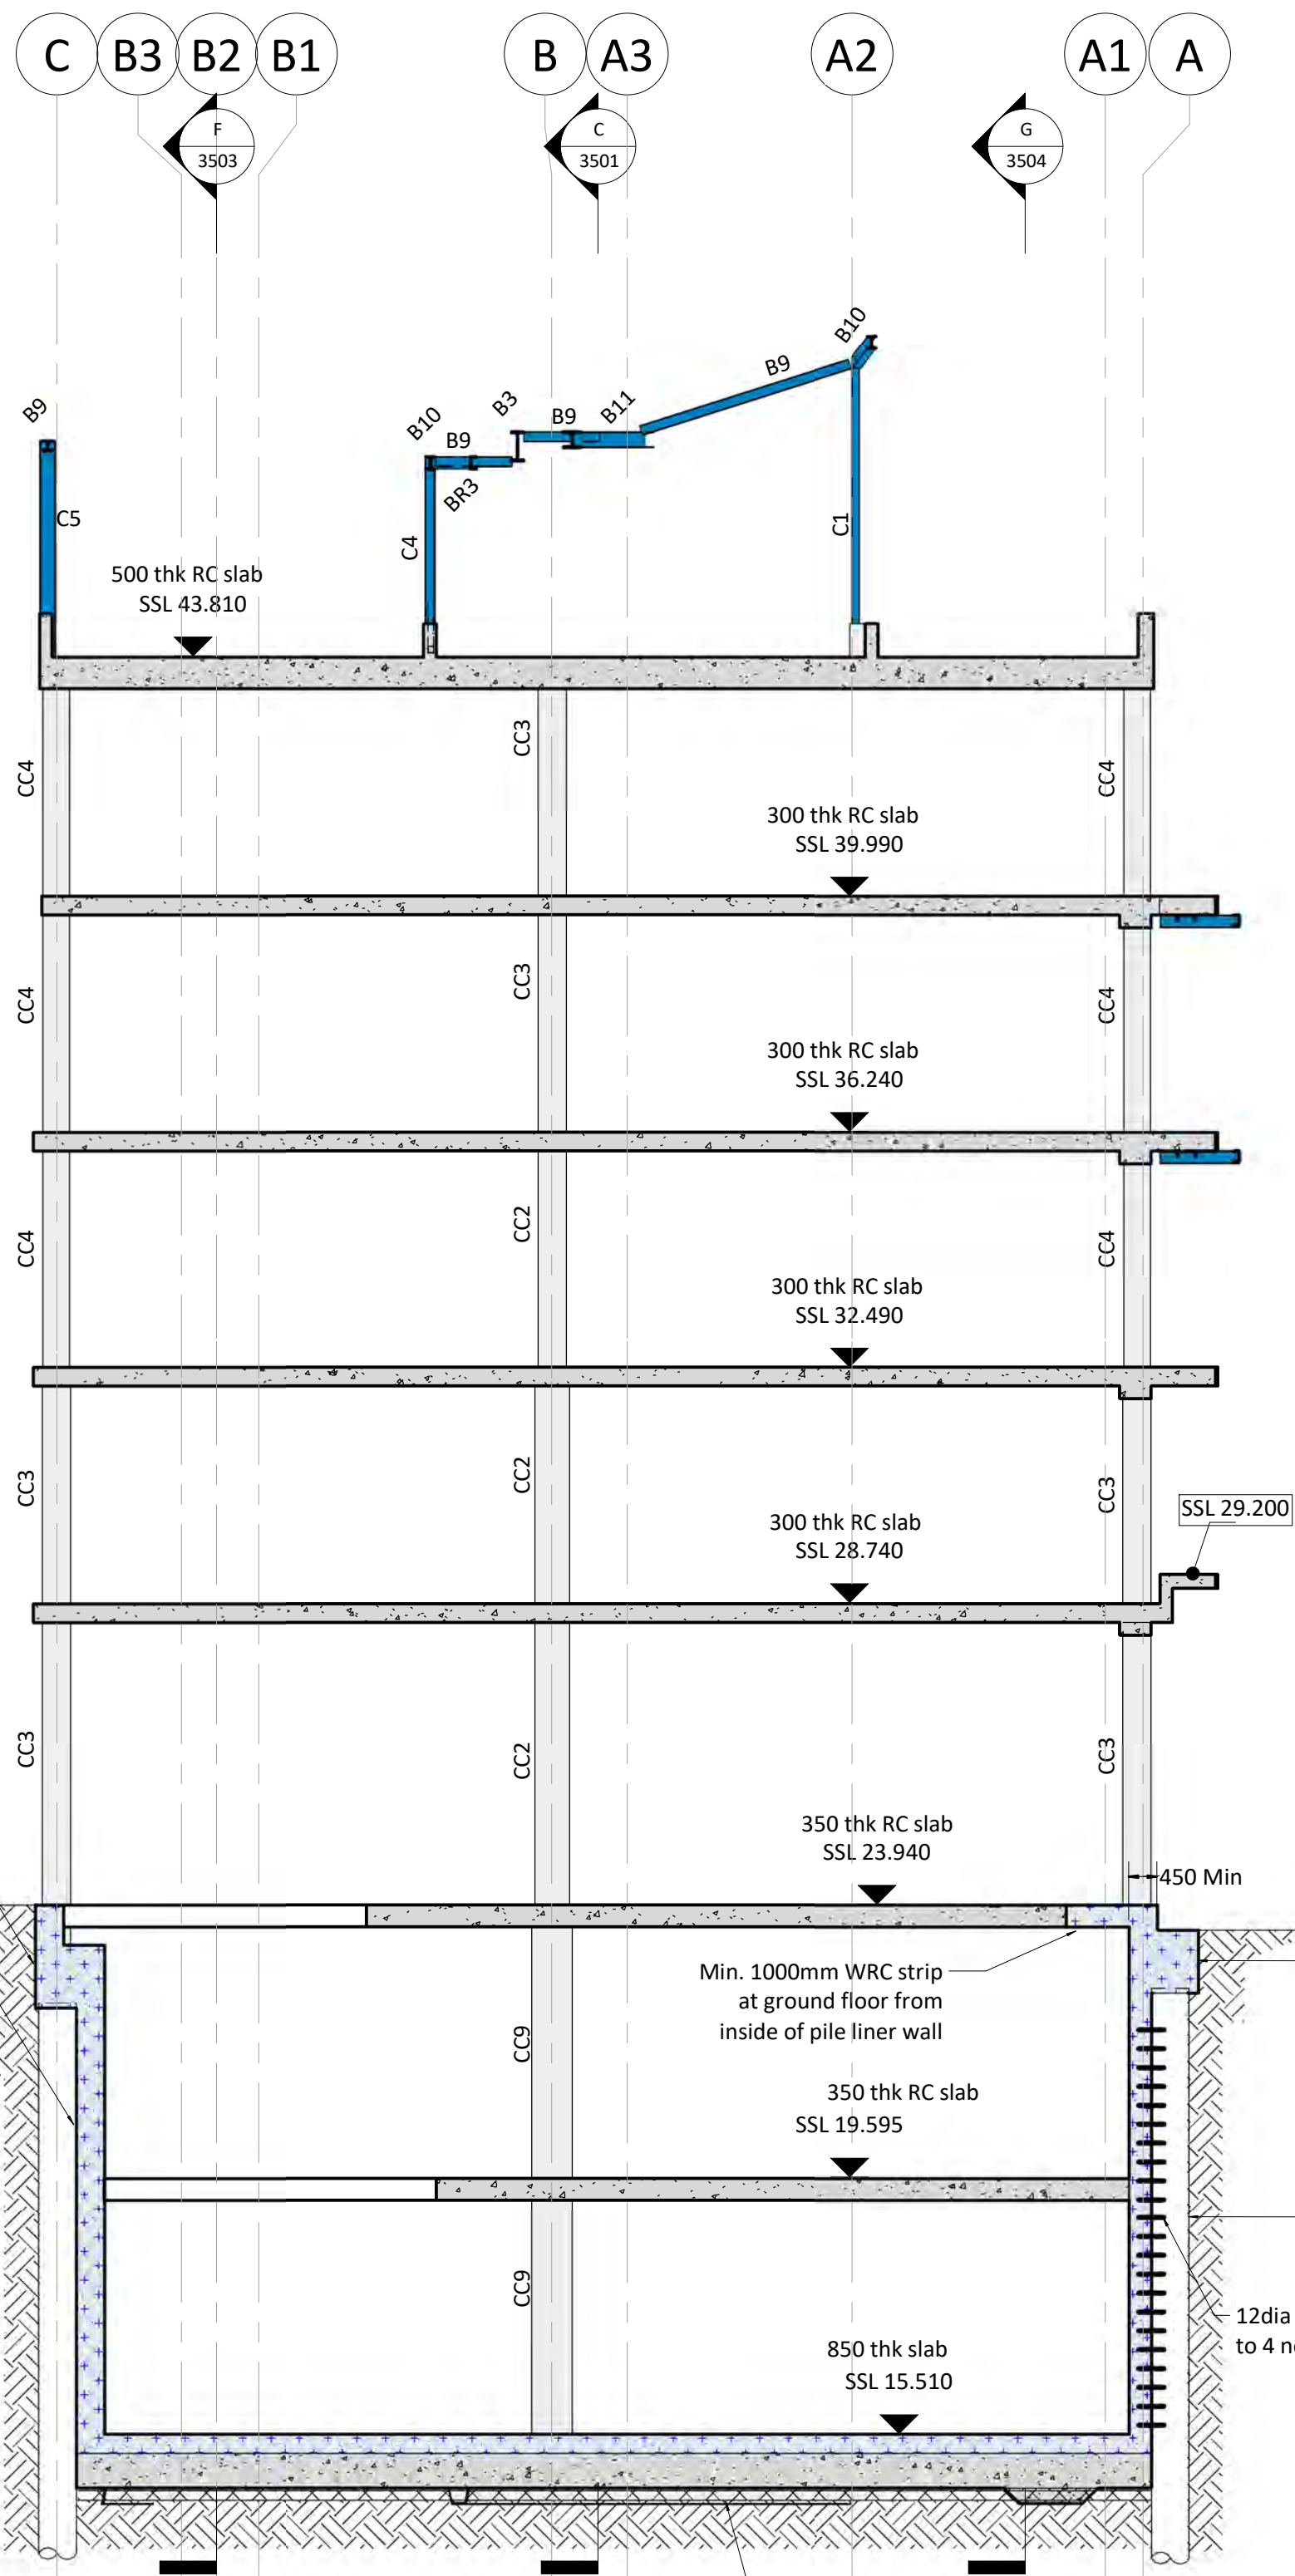 C B3 B2 B1 B A3 A2 A1 A
F
3503
C
3501
G
3504
B10
B9
B9
B3
B9
B11
B10
B9
BR3
C5
C4
C1
500 thk RC slab
SSL 43.810
CC3
CC4
CC4
300 thk RC slab
SSL 39.990
CC3
CC4
CC4
300 thk RC slab
SSL 36.240
CC2
CC4
CC4
300 thk RC slab
SSL 32.490
CC3
CC2
CC3
SSL 29.200
300 thk RC slab
SSL 28.740
CC3
CC2
CC3
350 thk RC slab
SSL 23.940
450 Min
Min. 1000mm WRC strip
at ground floor from
inside of pile liner wall
CC9
350 thk RC slab
SSL 19.595
CC9
12dia
to 4 n
850 thk slab
SSL 15.510